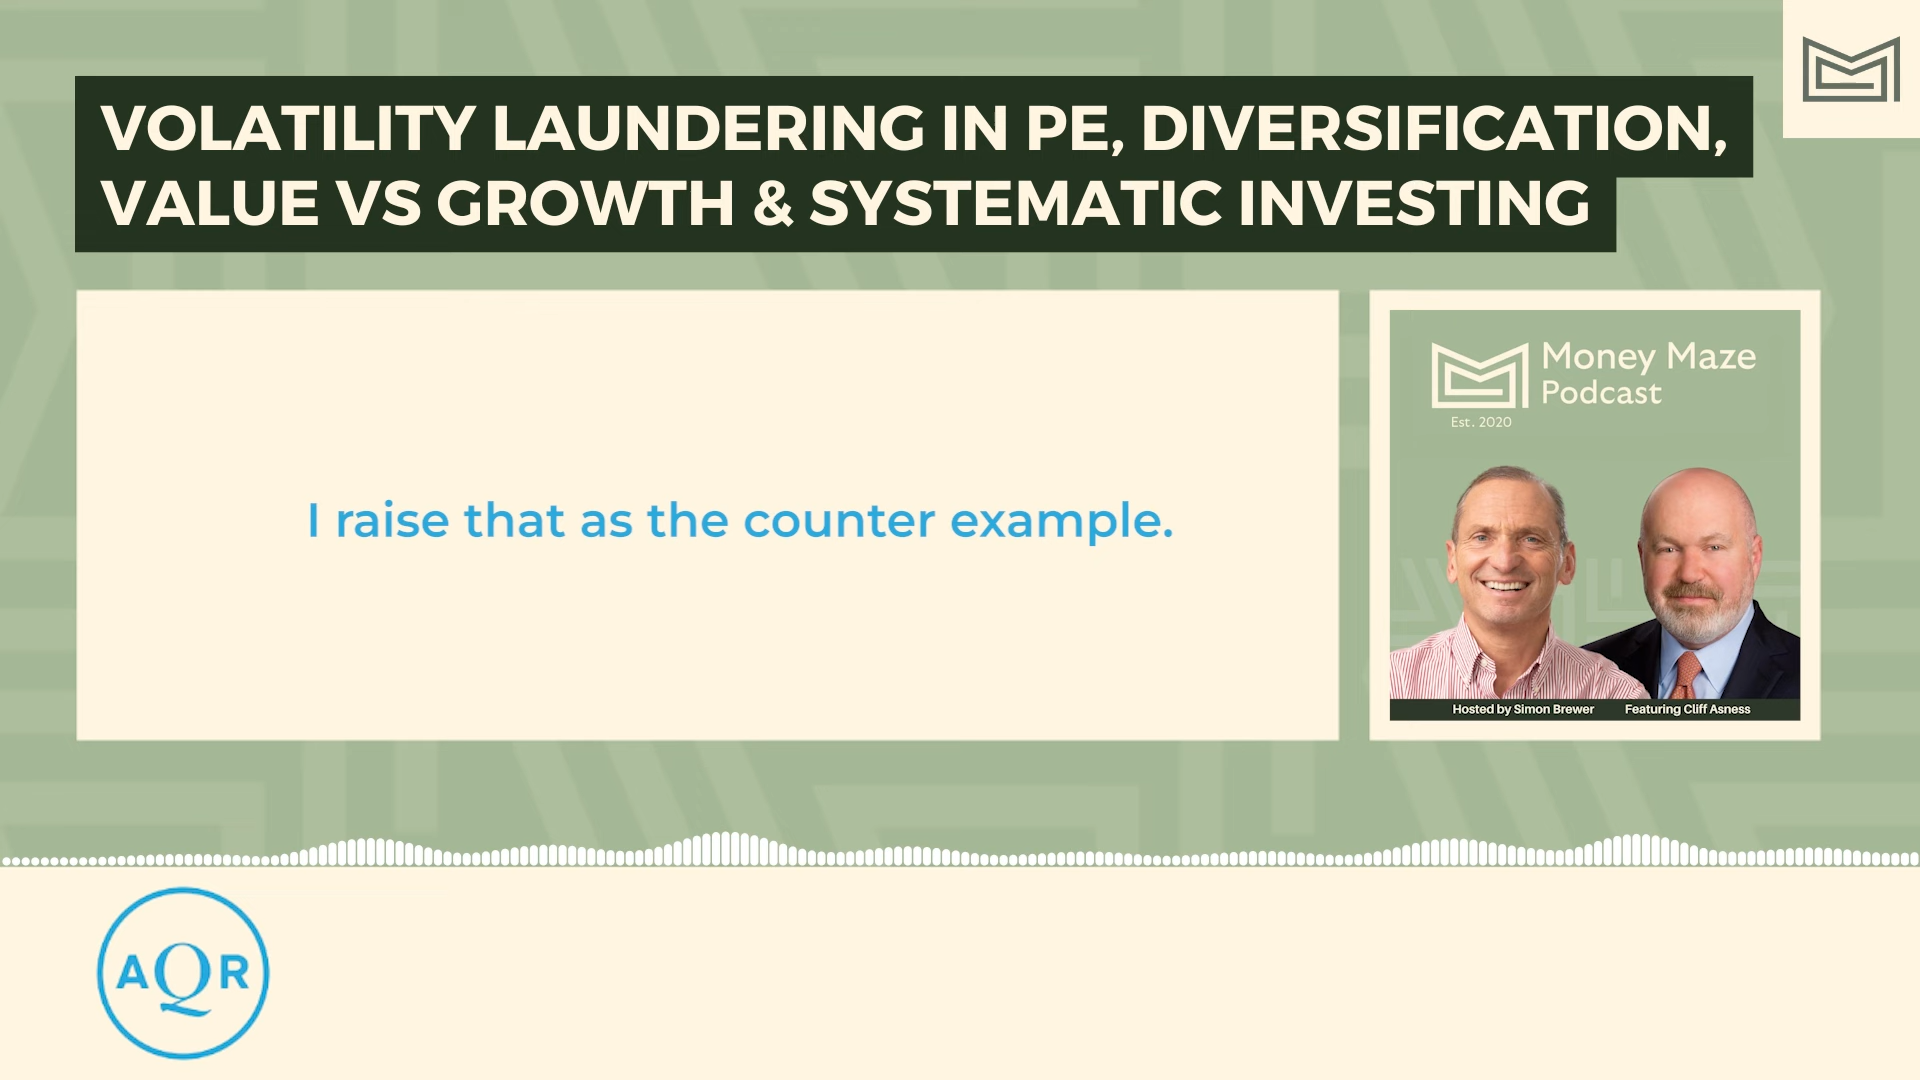 VOLATILITY LAUNDERING IN PE, DIVERSIFICATION,
VALUE VS GROWTH & SYSTEMATIC INVESTING
I raise that as the counter example.
Money Maze
Podcast
Est. 2020
Hosted by Simon Brewer
Featuring Cliff Asness
AQR